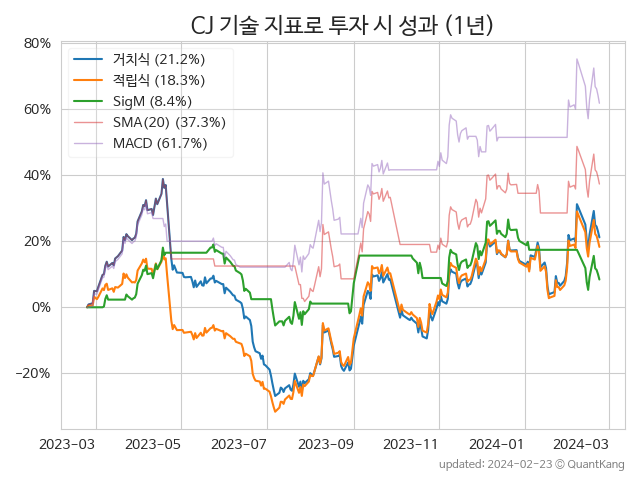 CJ 기술 지표로 투자 시 성과 (1년)
80%
60%
40%
20%
0%
−20%
거치식 (21.2%)
적립식 (18.3%)
SigM (8.4%)
SMA(20) (37.3%)
MACD (61.7%)
2023-03 2023-05 2023-07 2023-09 2023-11 2024-01 2024-03
updated: 2024-02-23 ⓒ QuantKang